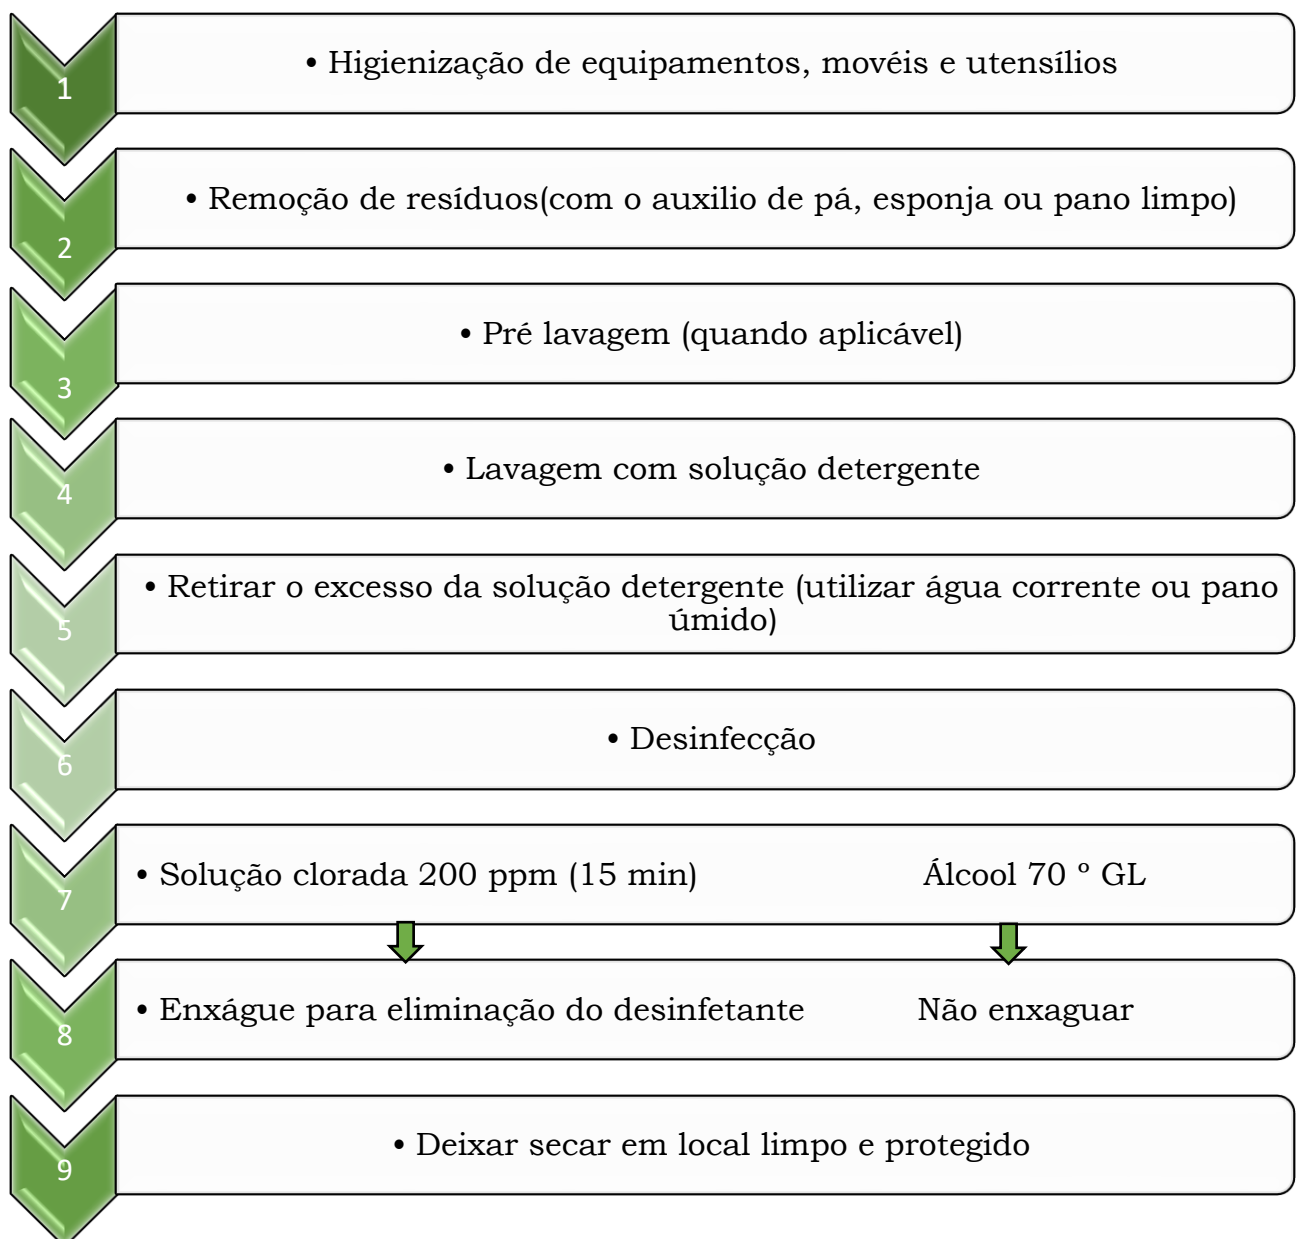 1
• Higienização de equipamentos, movéis e utensílios
2
• Remoção de resíduos(com o auxilio de pá, esponja ou pano limpo)
3
• Pré lavagem (quando aplicável)
4
• Lavagem com solução detergente
5
• Retirar o excesso da solução detergente (utilizar água corrente ou pano
úmido)
6
• Desinfecção
7
• Solução clorada 200 ppm (15 min) Álcool 70 º GL
8
• Enxágue para eliminação do desinfetante Não enxaguar
9
• Deixar secar em local limpo e protegido